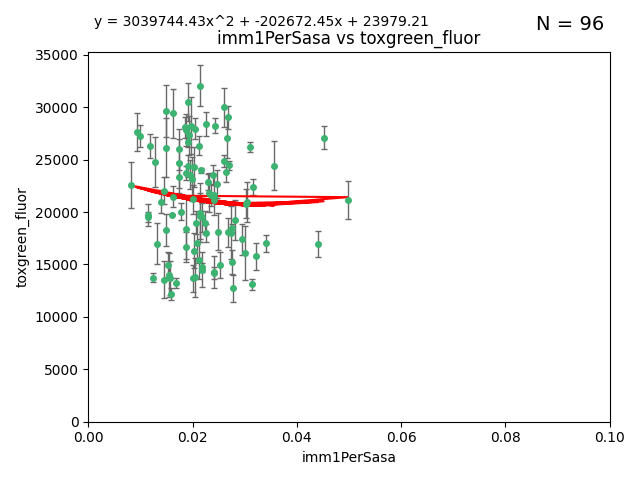 y = 3039744.43x^2 + -202672.45x + 23979.21
N = 96
imm1PerSasa vs toxgreen_fluor
35000
30000
25000
20000
15000
10000
5000
0
toxgreen_fluor
0.00 0.02 0.04 0.06 0.08 0.10
imm1PerSasa